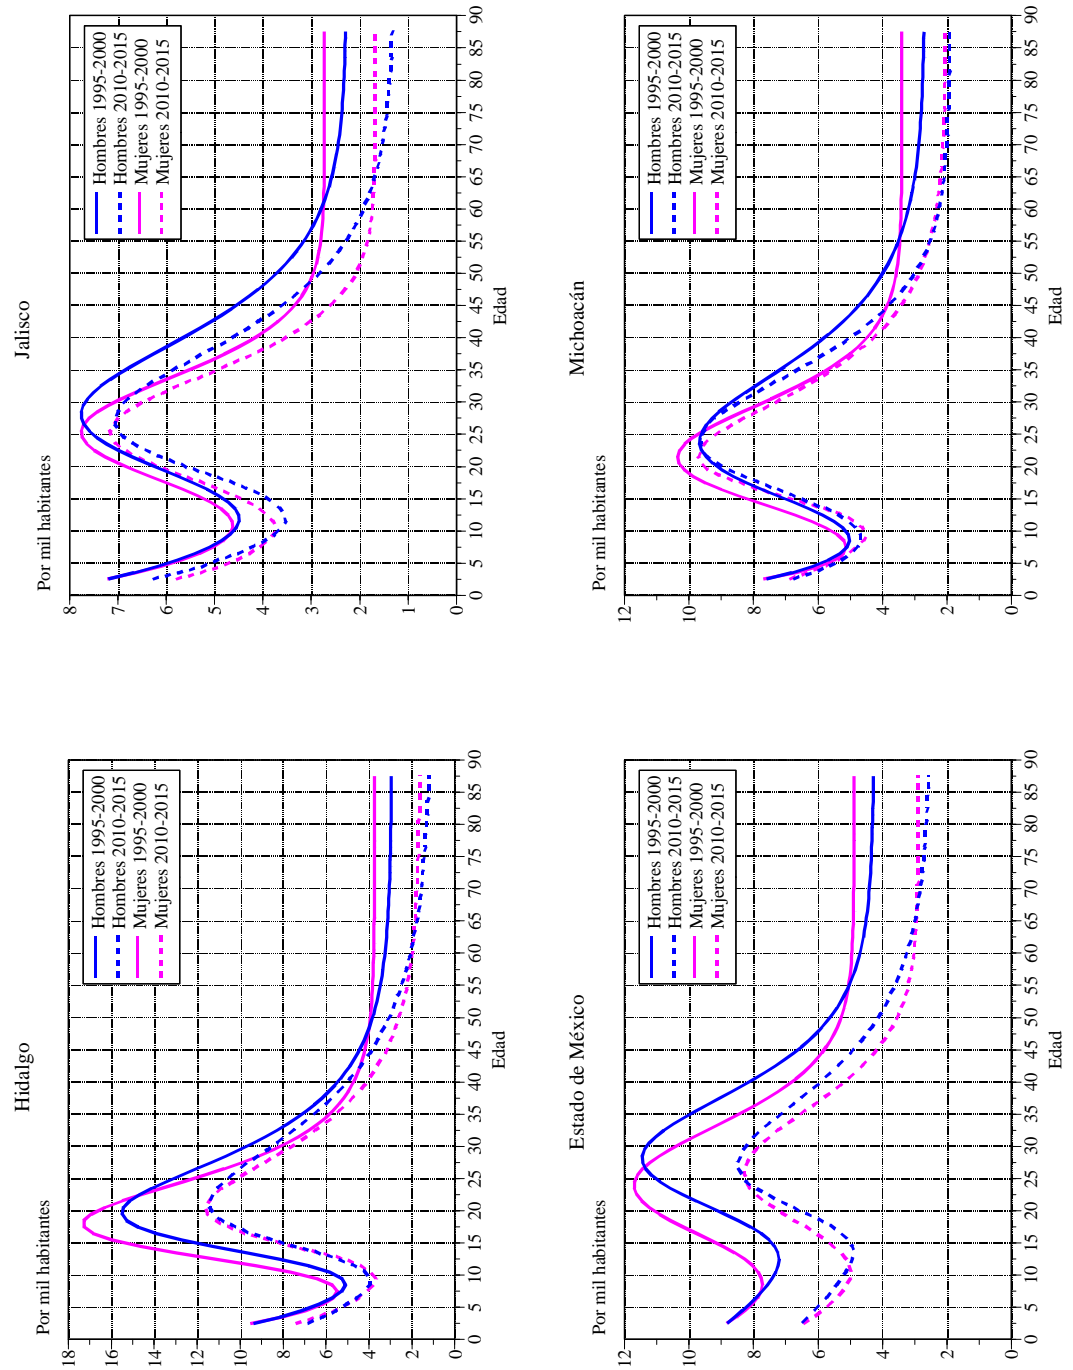 Hidalgo
Por mil habitantes
18
16
14
12
10
8
6
4
2
0
Hombres 1995-2000
Hombres 2010-2015
Mujeres 1995-2000
Mujeres 2010-2015
0 5 10 15 20 25 30 35 40 45 50 55 60 65 70 75 80 85 90
Edad
Jalisco
Por mil habitantes
8
7
6
5
4
3
2
1
0
Hombres 1995-2000
Hombres 2010-2015
Mujeres 1995-2000
Mujeres 2010-2015
0 5 10 15 20 25 30 35 40 45 50 55 60 65 70 75 80 85 90
Edad
Estado de México
Por mil habitantes
12
10
8
6
4
2
0
Hombres 1995-2000
Hombres 2010-2015
Mujeres 1995-2000
Mujeres 2010-2015
0 5 10 15 20 25 30 35 40 45 50 55 60 65 70 75 80 85 90
Edad
Michoacán
Por mil habitantes
12
10
8
6
4
2
0
Hombres 1995-2000
Hombres 2010-2015
Mujeres 1995-2000
Mujeres 2010-2015
0 5 10 15 20 25 30 35 40 45 50 55 60 65 70 75 80 85 90
Edad